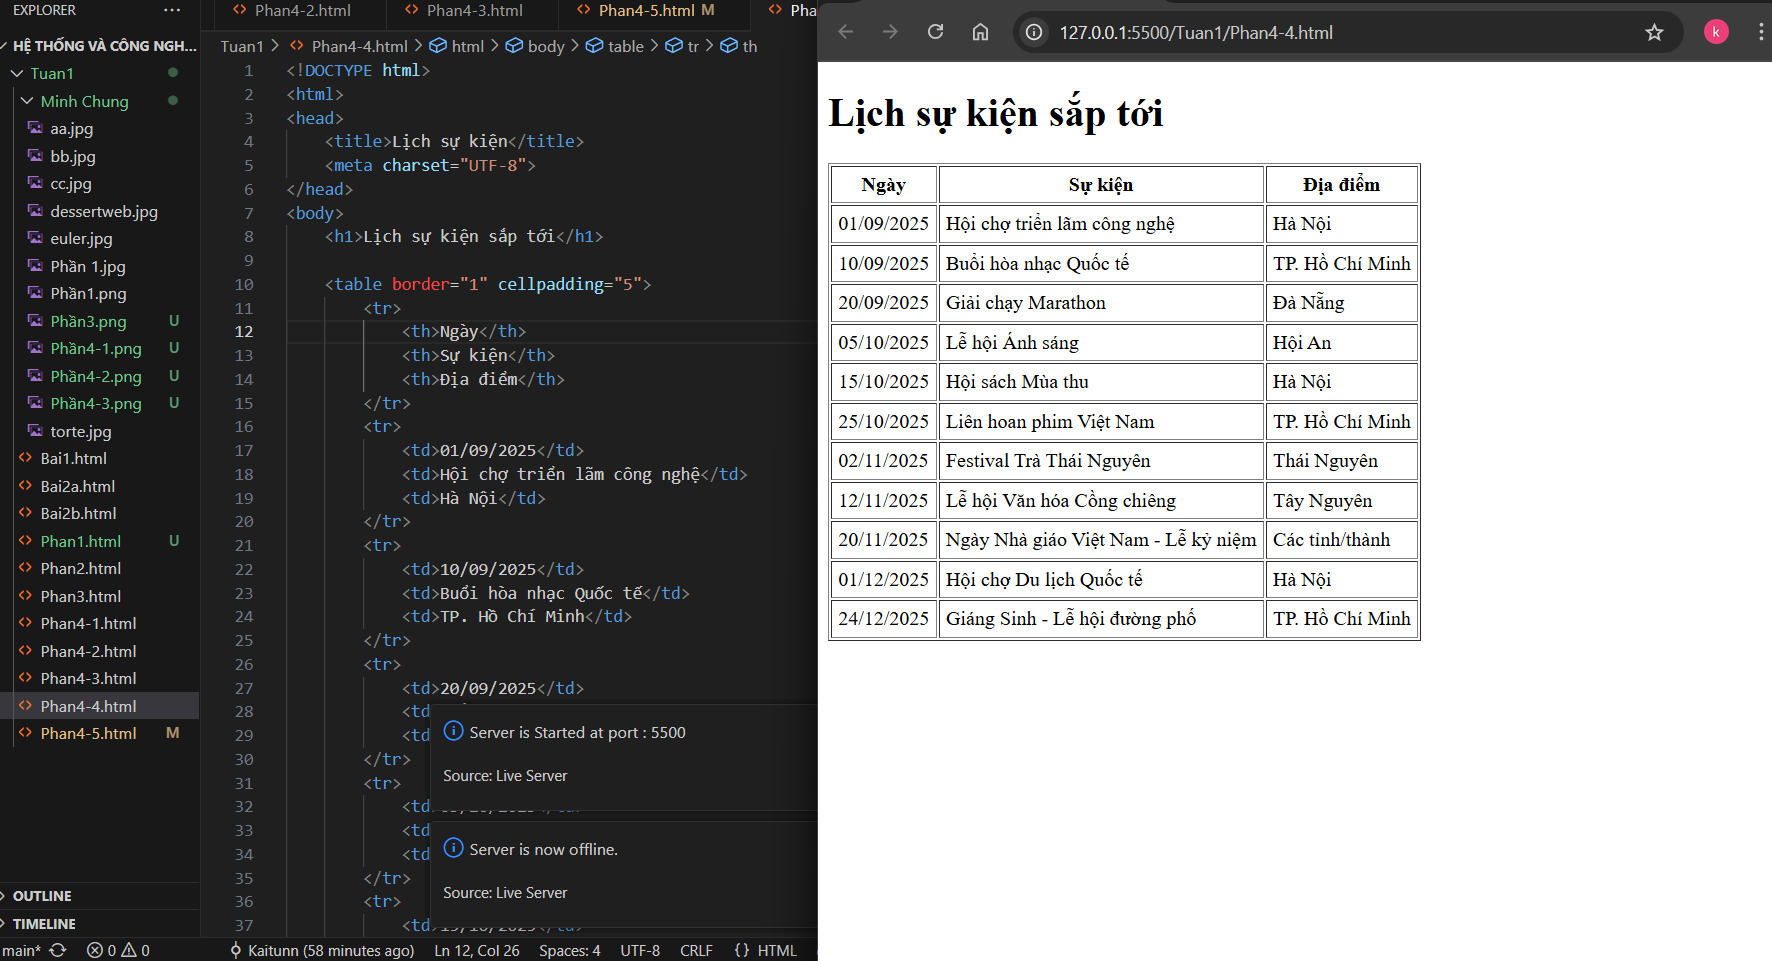 EXPLORER ···
HỆ THỐNG VÀ CÔNG NGH...
Tuan1
Minh Chung
aa.jpg
bb.jpg
cc.jpg
dessertweb.jpg
euler.jpg
Phần 1.jpg
Phần1.png
Phần3.png U
Phần4-1.png U
Phần4-2.png U
Phần4-3.png U
torte.jpg
Bai1.html
Bai2a.html
Bai2b.html
Phan1.html U
Phan2.html
Phan3.html
Phan4-1.html
Phan4-2.html
Phan4-3.html
Phan4-4.html
Phan4-5.html M
OUTLINE
TIMELINE
Phan4-2.html Phan4-3.html Phan4-5.html M Pha
Tuan1 > Phan4-4.html > html > body > table > tr > th
1 <!DOCTYPE html>
2 <html>
3 <head>
4 <title>Lịch sự kiện</title>
5 <meta charset="UTF-8">
6 </head>
7 <body>
8 <h1>Lịch sự kiện sắp tới</h1>
9
10 <table border="1" cellpadding="5">
11 <tr>
12 <th>Ngày</th>
13 <th>Sự kiện</th>
14 <th>Địa điểm</th>
15 </tr>
16 <tr>
17 <td>01/09/2025</td>
18 <td>Hội chợ triển lãm công nghệ</td>
19 <td>Hà Nội</td>
20 </tr>
21 <tr>
22 <td>10/09/2025</td>
23 <td>Buổi hòa nhạc Quốc tế</td>
24 <td>TP. Hồ Chí Minh</td>
25 </tr>
26 <tr>
27 <td>20/09/2025</td>
28 <td
29 <td
30 </tr>
31 <tr>
32 <td
33 <td
34 <td
35 </tr>
36 <tr>
37 <td
Server is Started at port : 5500
Source: Live Server
Server is now offline.
Source: Live Server
main* 0 0 Kaitunn (58 minutes ago) Ln 12, Col 26 Spaces: 4 UTF-8 CRLF {} HTML
127.0.0.1:5500/Tuan1/Phan4-4.html k
Lịch sự kiện sắp tới
Ngày Sự kiện Địa điểm
01/09/2025 Hội chợ triển lãm công nghệ Hà Nội
10/09/2025 Buổi hòa nhạc Quốc tế TP. Hồ Chí Minh
20/09/2025 Giải chạy Marathon Đà Nẵng
05/10/2025 Lễ hội Ánh sáng Hội An
15/10/2025 Hội sách Mùa thu Hà Nội
25/10/2025 Liên hoan phim Việt Nam TP. Hồ Chí Minh
02/11/2025 Festival Trà Thái Nguyên Thái Nguyên
12/11/2025 Lễ hội Văn hóa Cồng chiêng Tây Nguyên
20/11/2025 Ngày Nhà giáo Việt Nam - Lễ kỷ niệm Các tỉnh/thành
01/12/2025 Hội chợ Du lịch Quốc tế Hà Nội
24/12/2025 Giáng Sinh - Lễ hội đường phố TP. Hồ Chí Minh